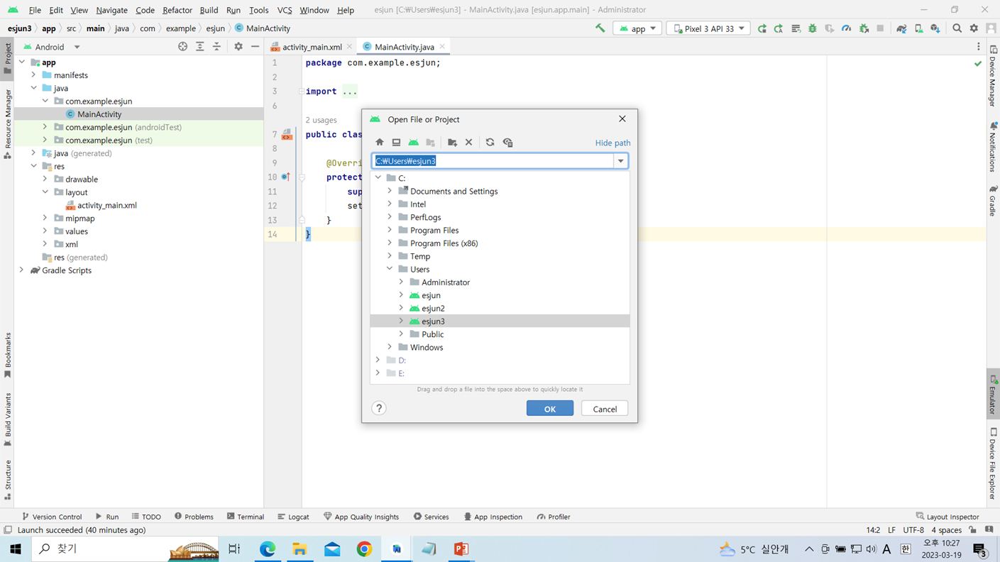 File Edit View Navigate Code Refactor Build Run Tools VCS Window Help esjun [C:₩Users₩esjun3] - MainActivity.java [esjun.app.main] - Administrator
esjun3 app src main java com example esjun MainActivity app Pixel 3 API 33
Project
Resource Manager
Bookmarks
Build Variants
Structure
Android
app
manifests
java
com.example.esjun
MainActivity
com.example.esjun (androidTest)
com.example.esjun (test)
java (generated)
res
drawable
layout
activity_main.xml
mipmap
values
xml
res (generated)
Gradle Scripts
activity_main.xml MainActivity.java
1 package com.example.esjun;
2
3 import ...
6
2 usages
7 public clas
8
9 @Overri
10 protect
11 sup
12 set
13 }
14 }
Open File or Project
Hide path
C:₩Users₩esjun3
C:
Documents and Settings
Intel
PerfLogs
Program Files
Program Files (x86)
Temp
Users
Administrator
esjun
esjun2
esjun3
Public
Windows
D:
E:
Drag and drop a file into the space above to quickly locate it
? OK Cancel
Device Manager
Notifications
Gradle
Emulator
Device File Explorer
Version Control Run TODO Problems Terminal Logcat App Quality Insights Services App Inspection Profiler Layout Inspector
Launch succeeded (40 minutes ago) 14:2 LF UTF-8 4 spaces
찾기 5°C 실안개 A 한 오후 10:27
2023-03-19
3